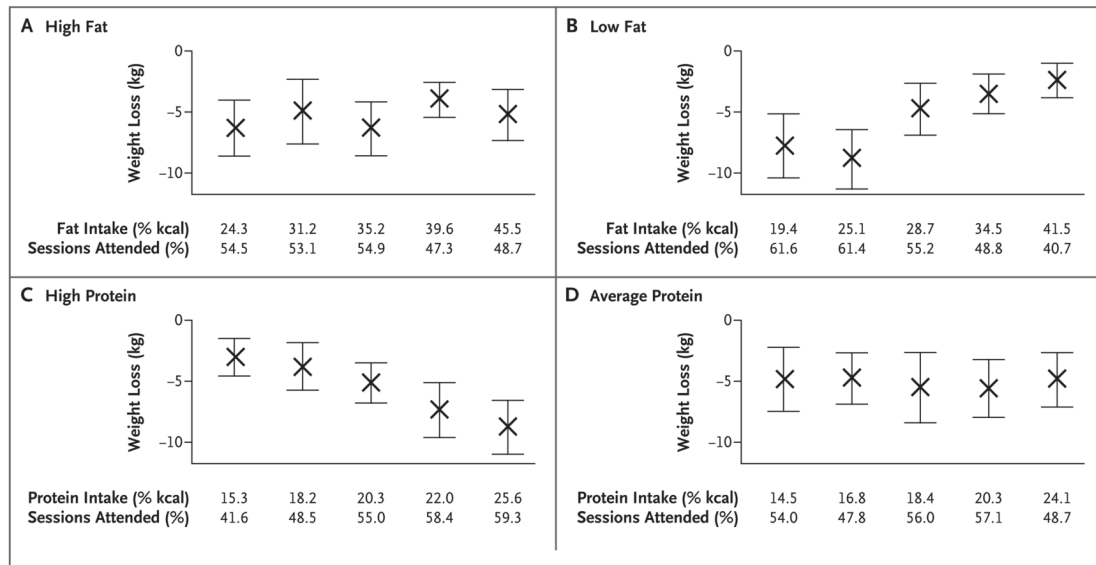 A High Fat
Weight Loss (kg)
0
−5
−10
Fat Intake (% kcal) 24.3 31.2 35.2 39.6 45.5
Sessions Attended (%) 54.5 53.1 54.9 47.3 48.7
B Low Fat
Weight Loss (kg)
0
−5
−10
Fat Intake (% kcal) 19.4 25.1 28.7 34.5 41.5
Sessions Attended (%) 61.6 61.4 55.2 48.8 40.7
C High Protein
Weight Loss (kg)
0
−5
−10
Protein Intake (% kcal) 15.3 18.2 20.3 22.0 25.6
Sessions Attended (%) 41.6 48.5 55.0 58.4 59.3
D Average Protein
Weight Loss (kg)
0
−5
−10
Protein Intake (% kcal) 14.5 16.8 18.4 20.3 24.1
Sessions Attended (%) 54.0 47.8 56.0 57.1 48.7